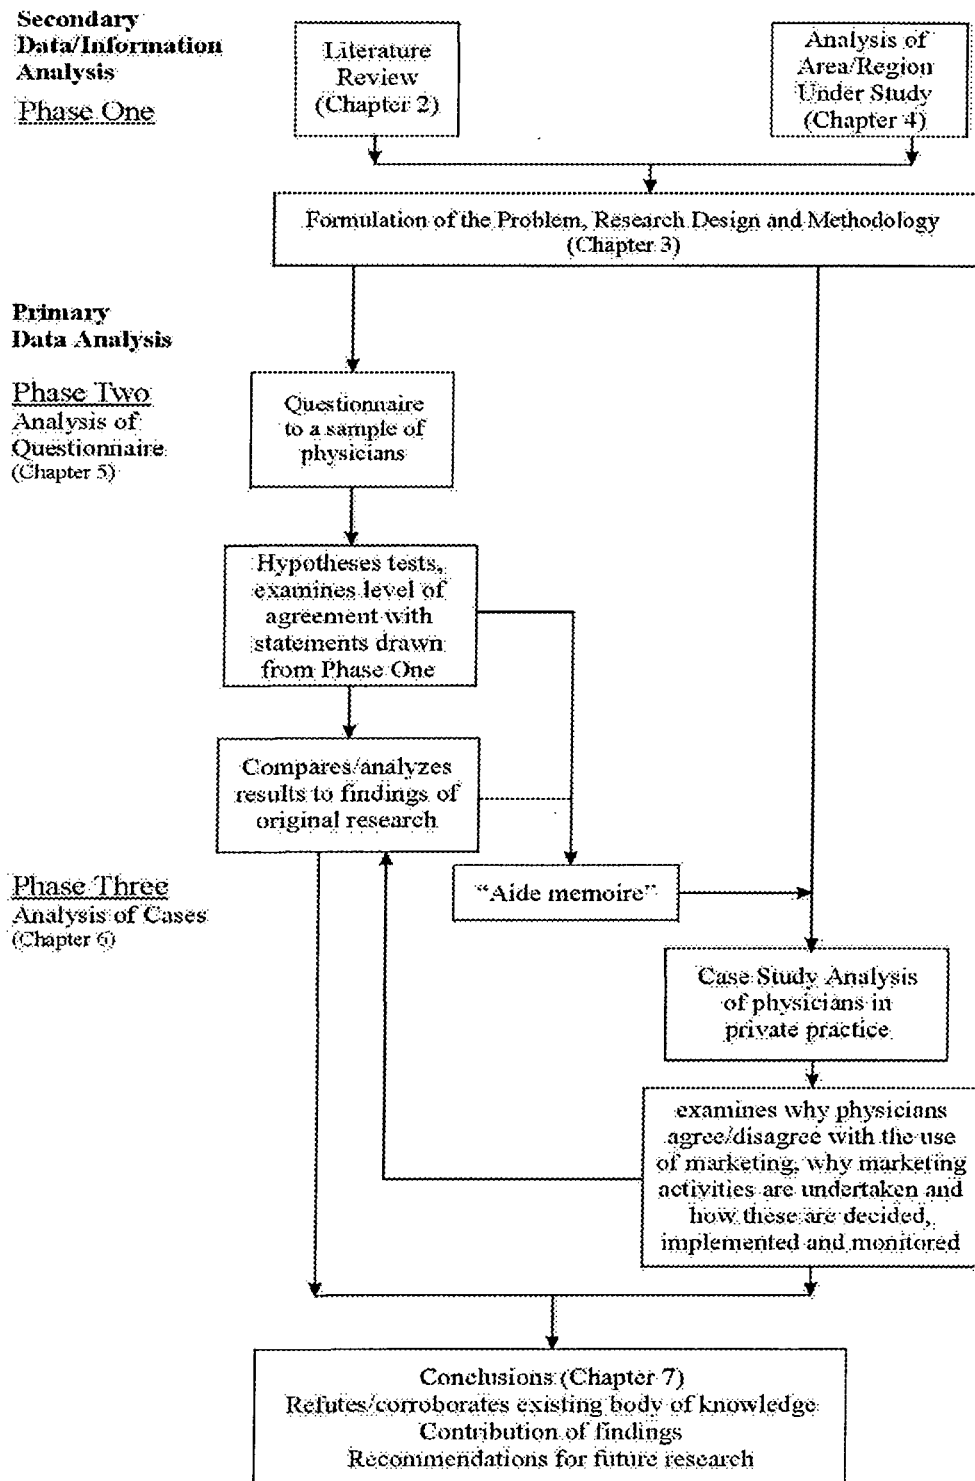 Secondary
Data/Information
Analysis
Phase One
Literature
Review
(Chapter 2)
Analysis of
Area/Region
Under Study
(Chapter 4)
Formulation of the Problem, Research Design and Methodology
(Chapter 3)
Primary
Data Analysis
Phase Two
Analysis of
Questionnaire
(Chapter 5)
Questionnaire
to a sample of
physicians
Hypotheses tests,
examines level of
agreement with
statements drawn
from Phase One
Compares/analyzes
results to findings of
original research
Phase Three
Analysis of Cases
(Chapter 6)
“Aide memoire”
Case Study Analysis
of physicians in
private practice
examines why physicians
agree/disagree with the use
of marketing, why marketing
activities are undertaken and
how these are decided,
implemented and monitored
Conclusions (Chapter 7)
Refutes/corroborates existing body of knowledge
Contribution of findings
Recommendations for future research